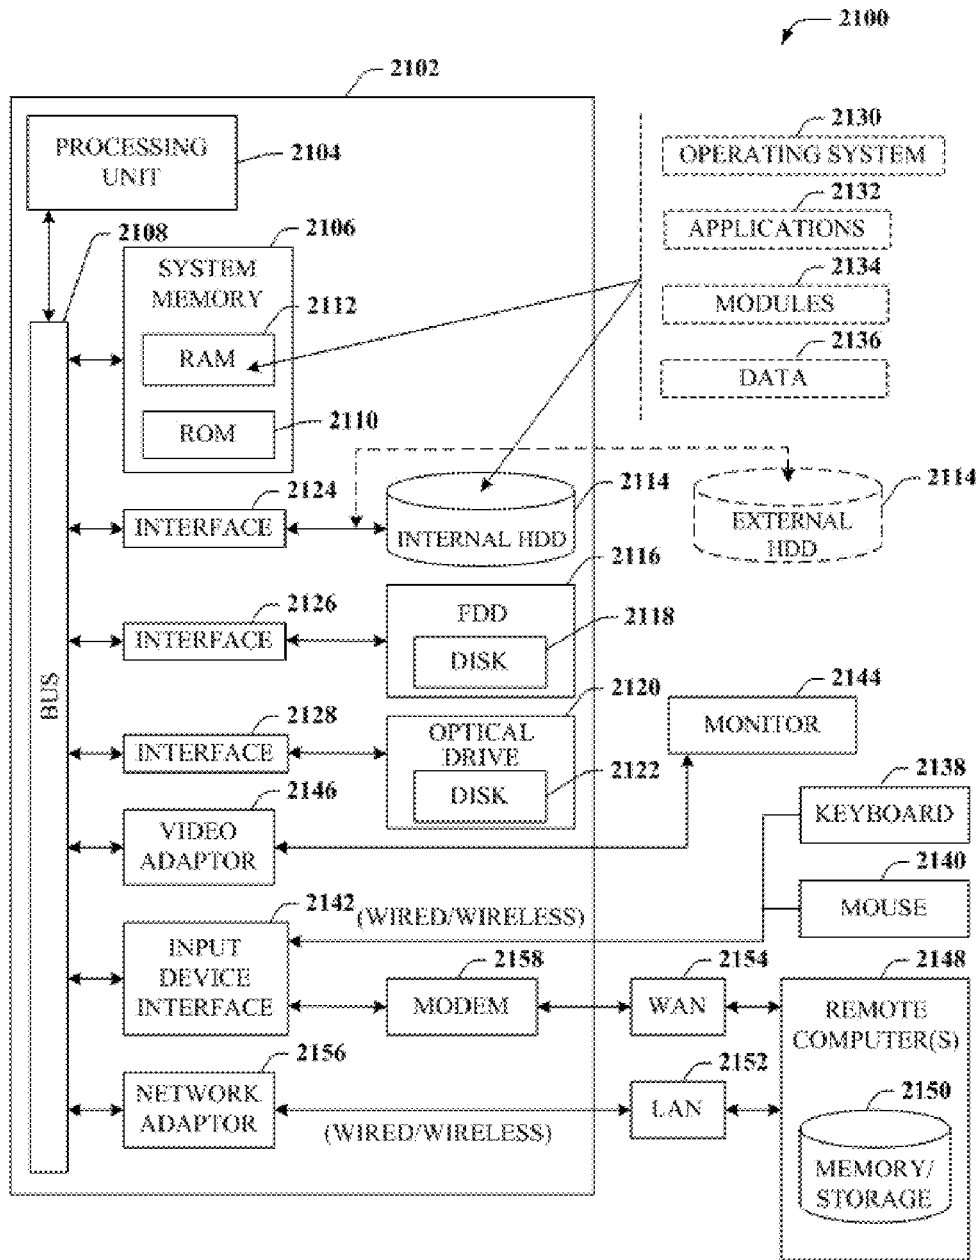 2100
2102
PROCESSING
UNIT
2104
2130
OPERATING SYSTEM
2132
APPLICATIONS
2134
MODULES
2136
DATA
2108
2106
SYSTEM
MEMORY
2112
RAM
2110
ROM
2124
INTERFACE
2114
INTERNAL HDD
2114
EXTERNAL
HDD
2126
INTERFACE
2116
FDD
2118
DISK
BUS
2128
INTERFACE
2120
OPTICAL
DRIVE
2122
DISK
2144
MONITOR
2146
VIDEO
ADAPTOR
2138
KEYBOARD
2140
MOUSE
2142
INPUT
DEVICE
INTERFACE
(WIRED/WIRELESS)
2158
MODEM
2154
WAN
2148
REMOTE
COMPUTER(S)
2156
NETWORK
ADAPTOR
(WIRED/WIRELESS)
2152
LAN
2150
MEMORY/
STORAGE